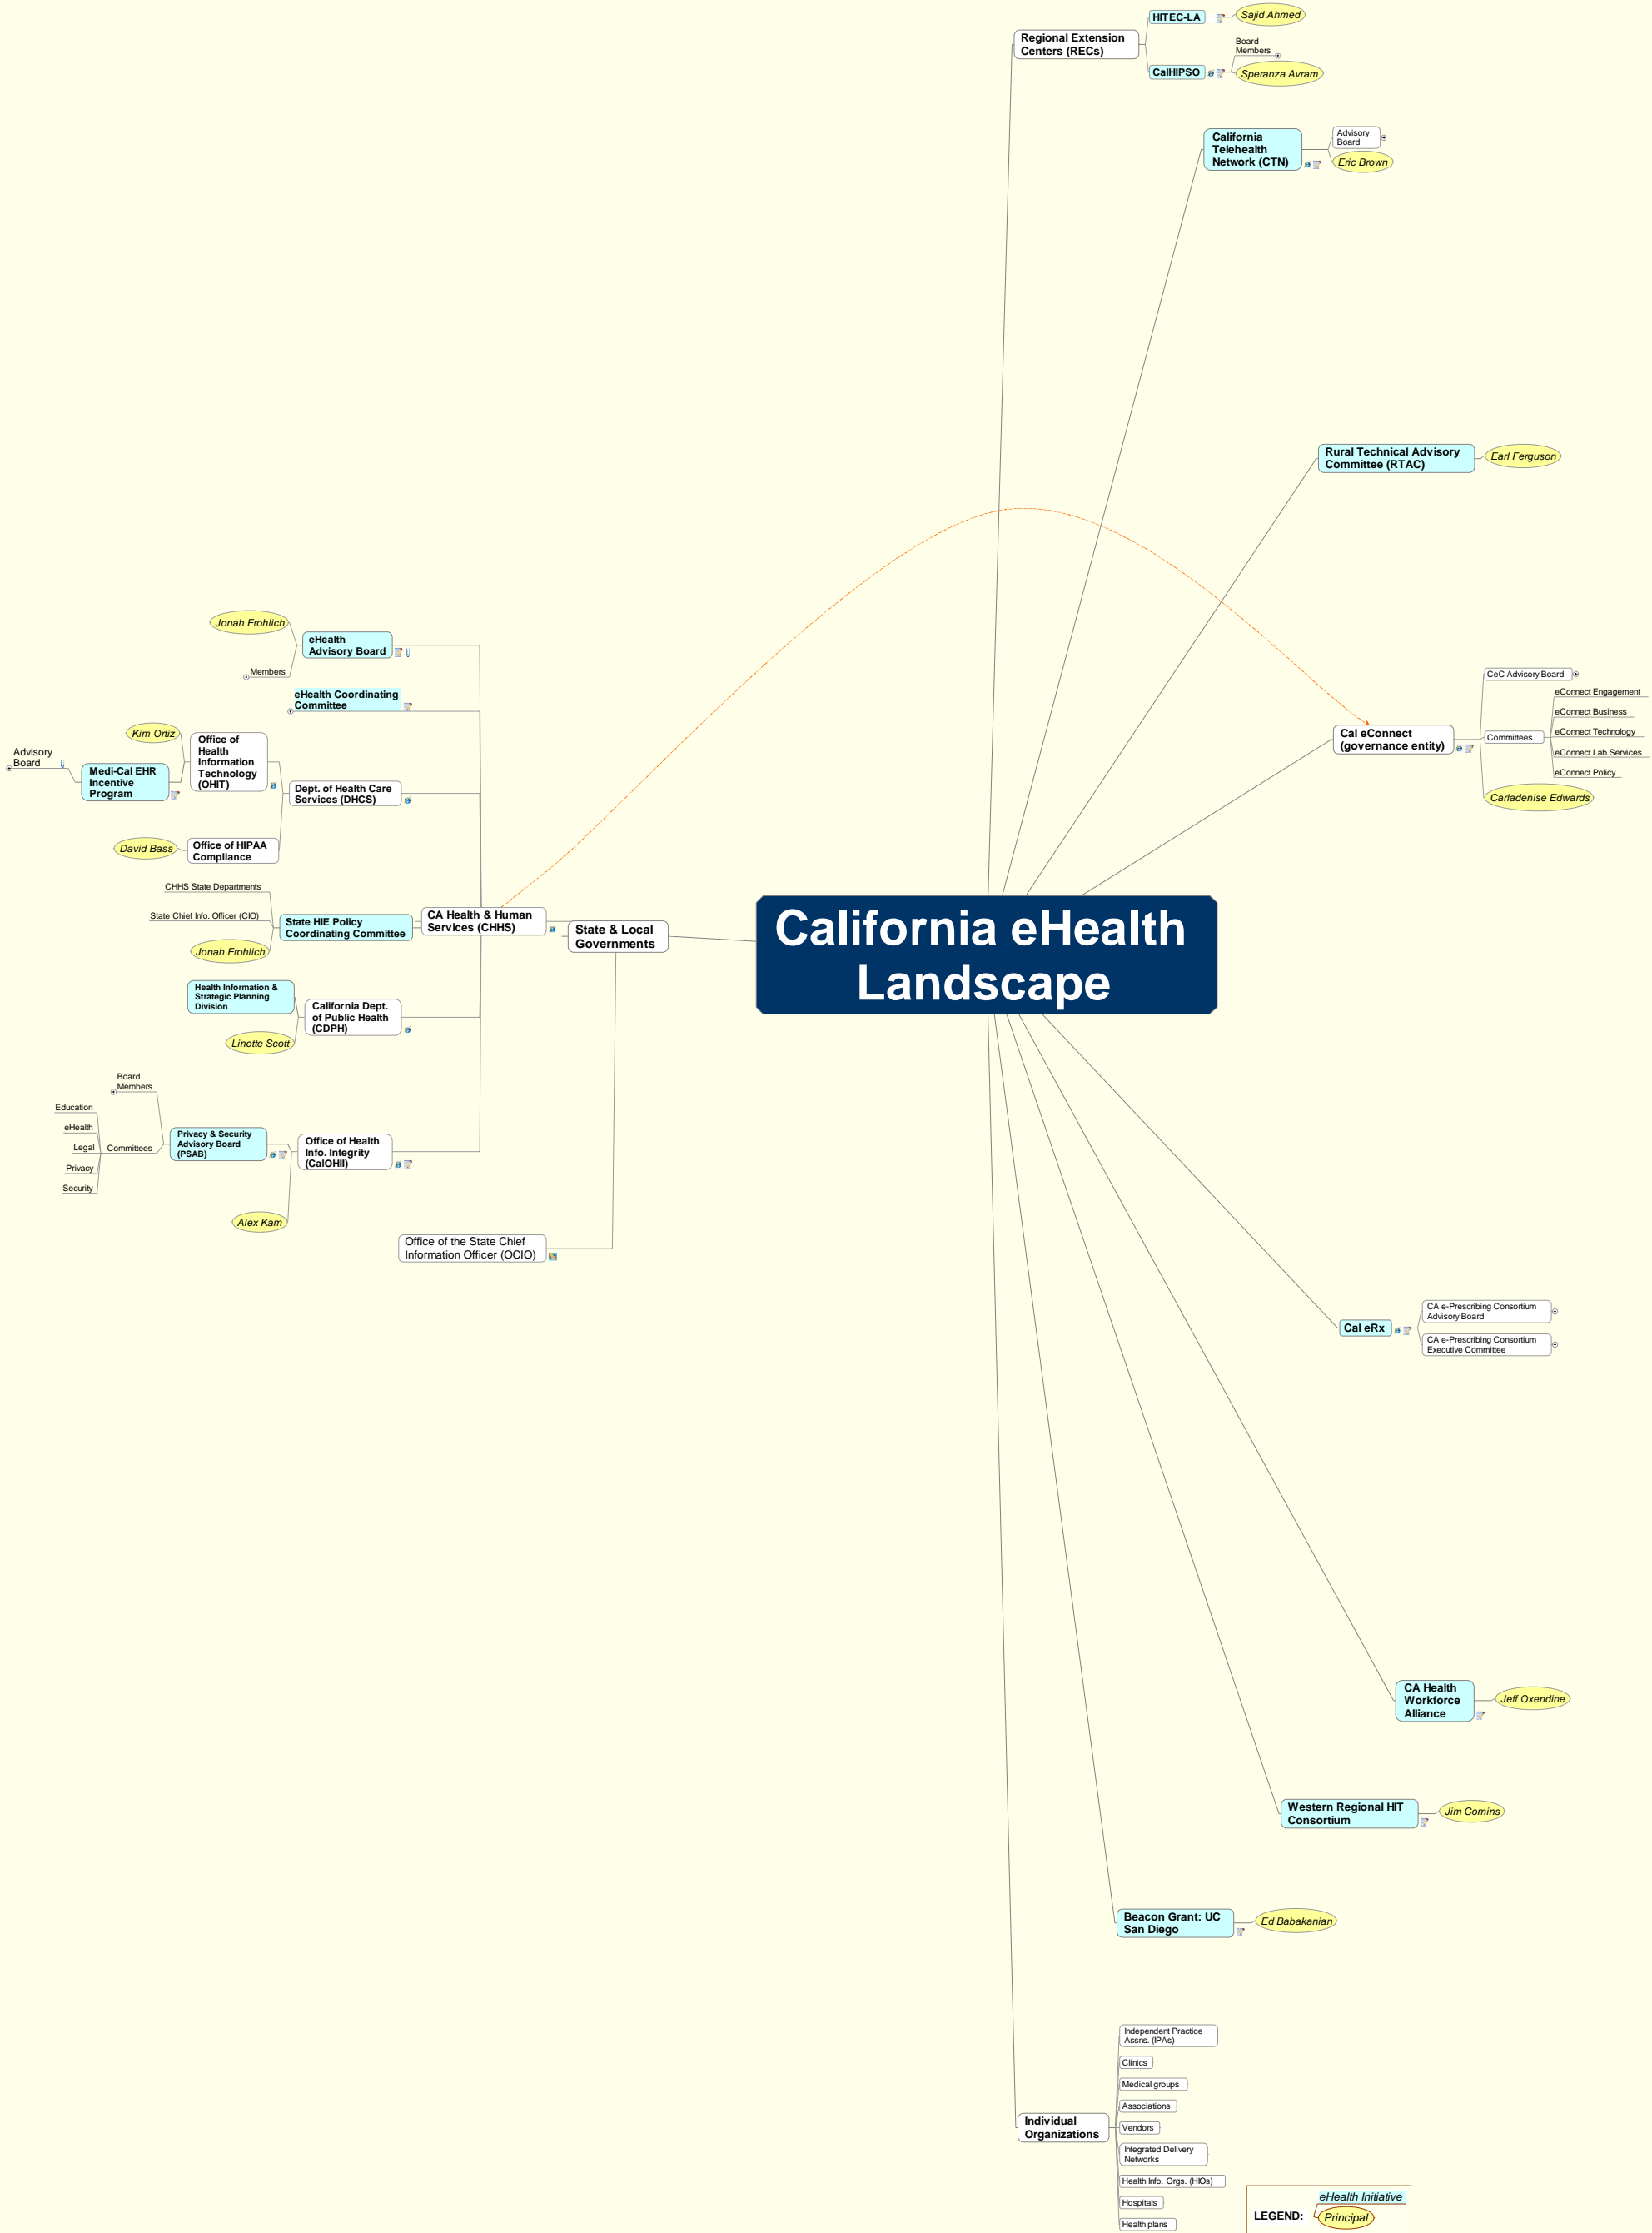 HITEC-LA
Sajid Ahmed
Regional Extension
Centers (RECs)
Board
Members
CalHIPSO
Speranza Avram
California
Telehealth
Network (CTN)
Advisory
Board
Eric Brown
Rural Technical Advisory
Committee (RTAC)
Earl Ferguson
Jonah Frohlich
eHealth
Advisory Board
Members
eHealth Coordinating
Committee
Kim Ortiz
Office of
Health
Information
Technology
(OHIT)
Advisory
Board
Medi-Cal EHR
Incentive
Program
Dept. of Health Care
Services (DHCS)
David Bass
Office of HIPAA
Compliance
CHHS State Departments
State Chief Info. Officer (CIO)
State HIE Policy
Coordinating Committee
Jonah Frohlich
CA Health & Human
Services (CHHS)
State & Local
Governments
Health Information &
Strategic Planning
Division
California Dept.
of Public Health
(CDPH)
Linette Scott
Board
Members
Education
eHealth
Legal
Privacy
Security
Committees
Privacy & Security
Advisory Board
(PSAB)
Office of Health
Info. Integrity
(CalOHII)
Alex Kam
Office of the State Chief
Information Officer (OCIO)
California eHealth
Landscape
CeC Advisory Board
Cal eConnect
(governance entity)
Committees
eConnect Engagement
eConnect Business
eConnect Technology
eConnect Lab Services
eConnect Policy
Carladenise Edwards
Cal eRx
CA e-Prescribing Consortium
Advisory Board
CA e-Prescribing Consortium
Executive Committee
CA Health
Workforce
Alliance
Jeff Oxendine
Western Regional HIT
Consortium
Jim Comins
Beacon Grant: UC
San Diego
Ed Babakanian
Individual
Organizations
Independent Practice
Assns. (IPAs)
Clinics
Medical groups
Associations
Vendors
Integrated Delivery
Networks
Health Info. Orgs. (HIOs)
Hospitals
Health plans
LEGEND:
eHealth Initiative
Principal